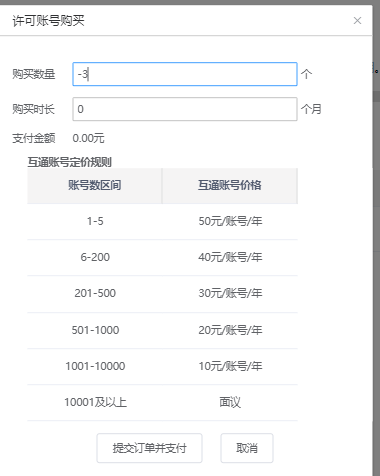 许可账号购买 ×
购买数量 -3 个
购买时长 0 个月
支付金额 0.00元
互通账号定价规则
账号数区间 互通账号价格
1-5 50元/账号/年
6-200 40元/账号/年
201-500 30元/账号/年
501-1000 20元/账号/年
1001-10000 10元/账号/年
10001及以上 面议
提交订单并支付 取消